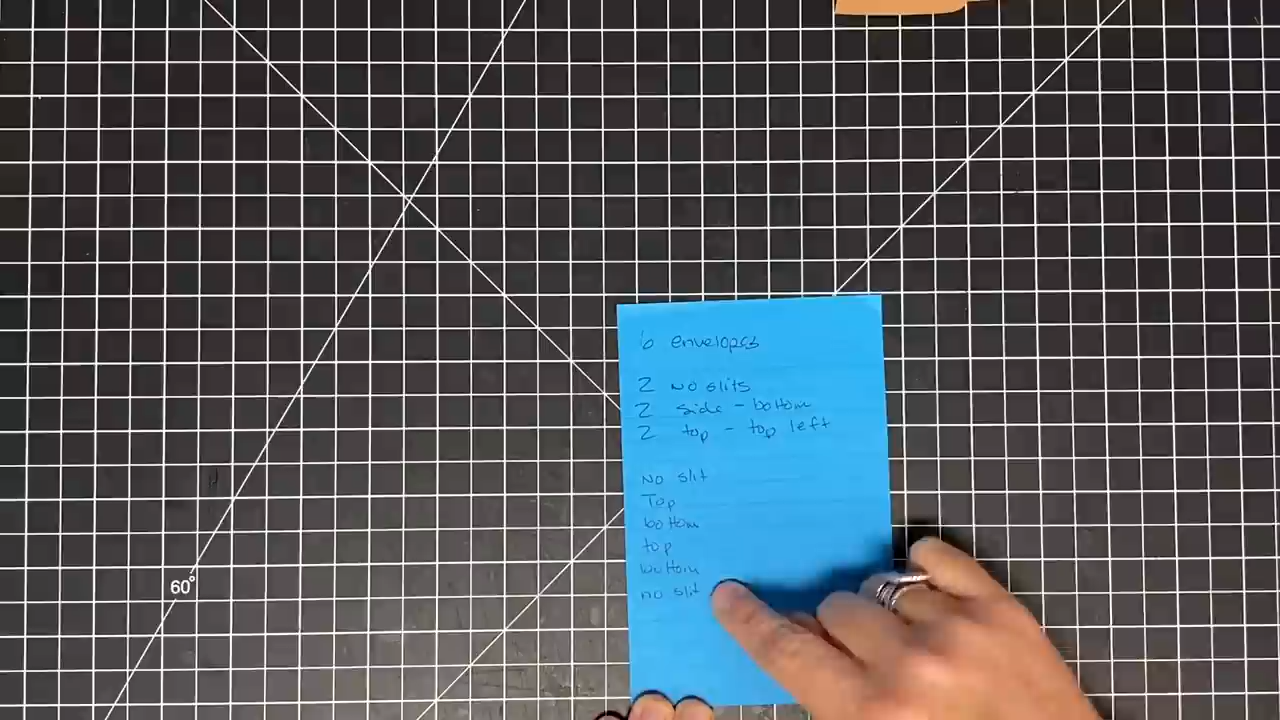 6 envelopes
2 No slits
2 side - bottom
2 top - top left
No slit
Top
bottom
top
bottom
no slit
60°